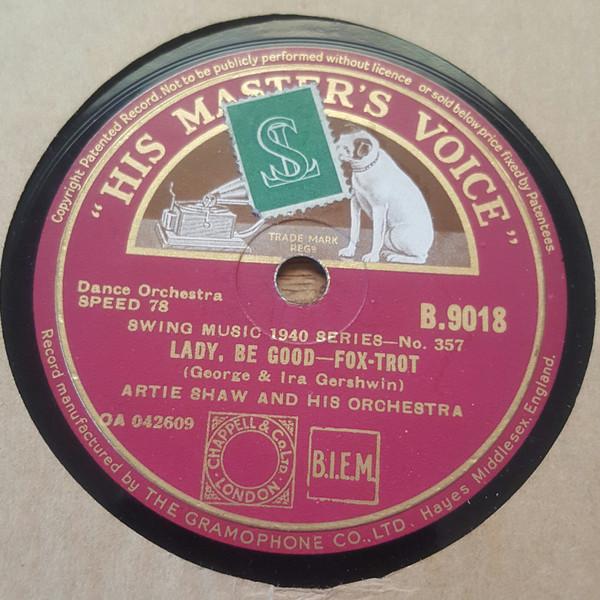 Copyright Patented Record. Not to be publicly performed without licence or sold below price fixed by Patentees.
"HIS MASTER'S VOICE"
SL
TRADE MARK
REGD
Dance Orchestra
SPEED 78
B.9018
SWING MUSIC 1940 SERIES—No. 357
LADY, BE GOOD—FOX-TROT
(George & Ira Gershwin)
ARTIE SHAW AND HIS ORCHESTRA
OA 042609
CHAPPELL & Co. LTD
LONDON
B.I.E.M.
Record manufactured by THE GRAMOPHONE CO., LTD. Hayes Middlesex, England.